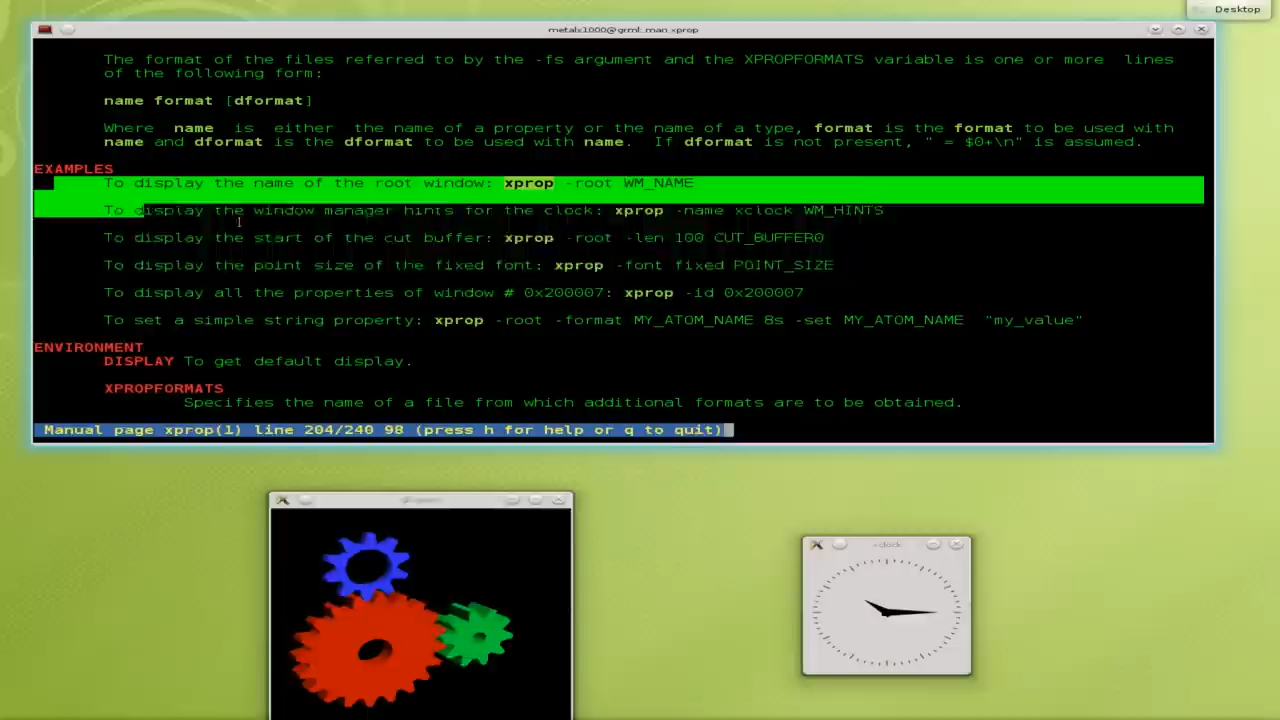 Desktop
metalx1000@grml: man xprop
The format of the files referred to by the -fs argument and the XPROPFORMATS variable is one or more lines
of the following form:
name format [dformat]
Where name is either the name of a property or the name of a type, format is the format to be used with
name and dformat is the dformat to be used with name. If dformat is not present, " = $0+\n" is assumed.
EXAMPLES
To display the name of the root window: xprop -root WM_NAME
To display the window manager hints for the clock: xprop -name xclock WM_HINTS
To display the start of the cut buffer: xprop -root -len 100 CUT_BUFFER0
To display the point size of the fixed font: xprop -font fixed POINT_SIZE
To display all the properties of window # 0x200007: xprop -id 0x200007
To set a simple string property: xprop -root -format MY_ATOM_NAME 8s -set MY_ATOM_NAME "my_value"
ENVIRONMENT
DISPLAY To get default display.
XPROPFORMATS
Specifies the name of a file from which additional formats are to be obtained.
Manual page xprop(1) line 204/240 98 (press h for help or q to quit)
xclock